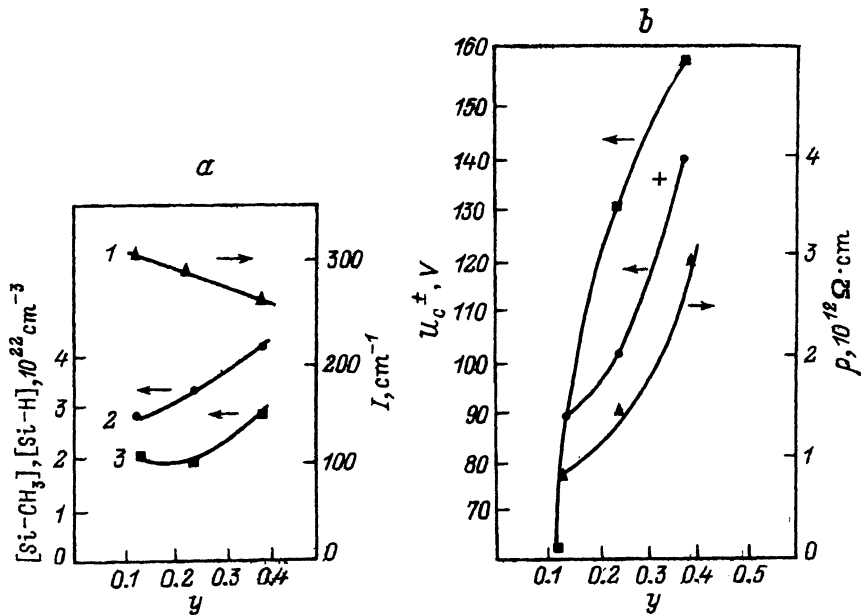 a
[Si-CH₃],[Si-H],10²² cm⁻³
4
3
2
1
0
1
2
3
300
200
100
0
I, cm⁻¹
0.1 0.2 0.3 0.4
y
b
160
150
140
130
120
110
100
90
80
70
U_c^±, V
+
4
3
2
1
0
ρ, 10¹² Ω·cm
0.1 0.2 0.3 0.4 0.5
y